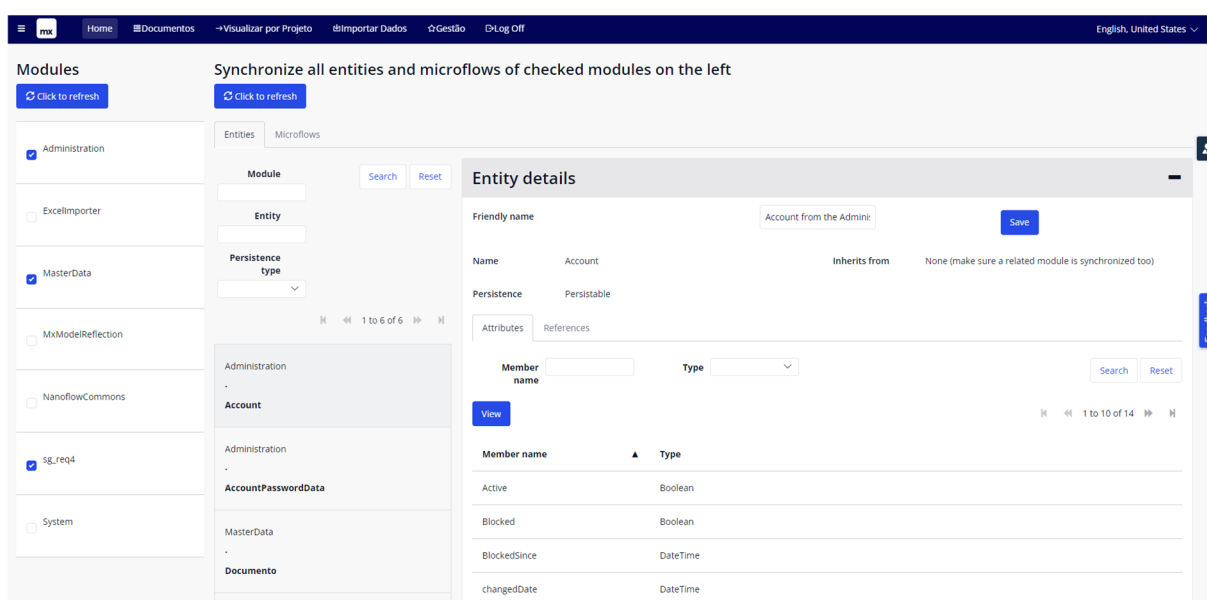 mx Home Documentos Visualizar por Projeto Importar Dados Gestão Log Off English, United States
Modules
Click to refresh
Administration
ExcelImporter
MasterData
MxModelReflection
NanoflowCommons
sg_req4
System
Synchronize all entities and microflows of checked modules on the left
Click to refresh
Entities Microflows
Module Search Reset
Entity
Persistence
type
1 to 6 of 6
Administration
.
Account
Administration
.
AccountPasswordData
MasterData
.
Documento
Entity details
Friendly name Account from the Adminis Save
Name Account Inherits from None (make sure a related module is synchronized too)
Persistence Persistable
Attributes References
Member Type Search Reset
name
View 1 to 10 of 14
Member name ▲ Type
Active Boolean
Blocked Boolean
BlockedSince DateTime
changedDate DateTime